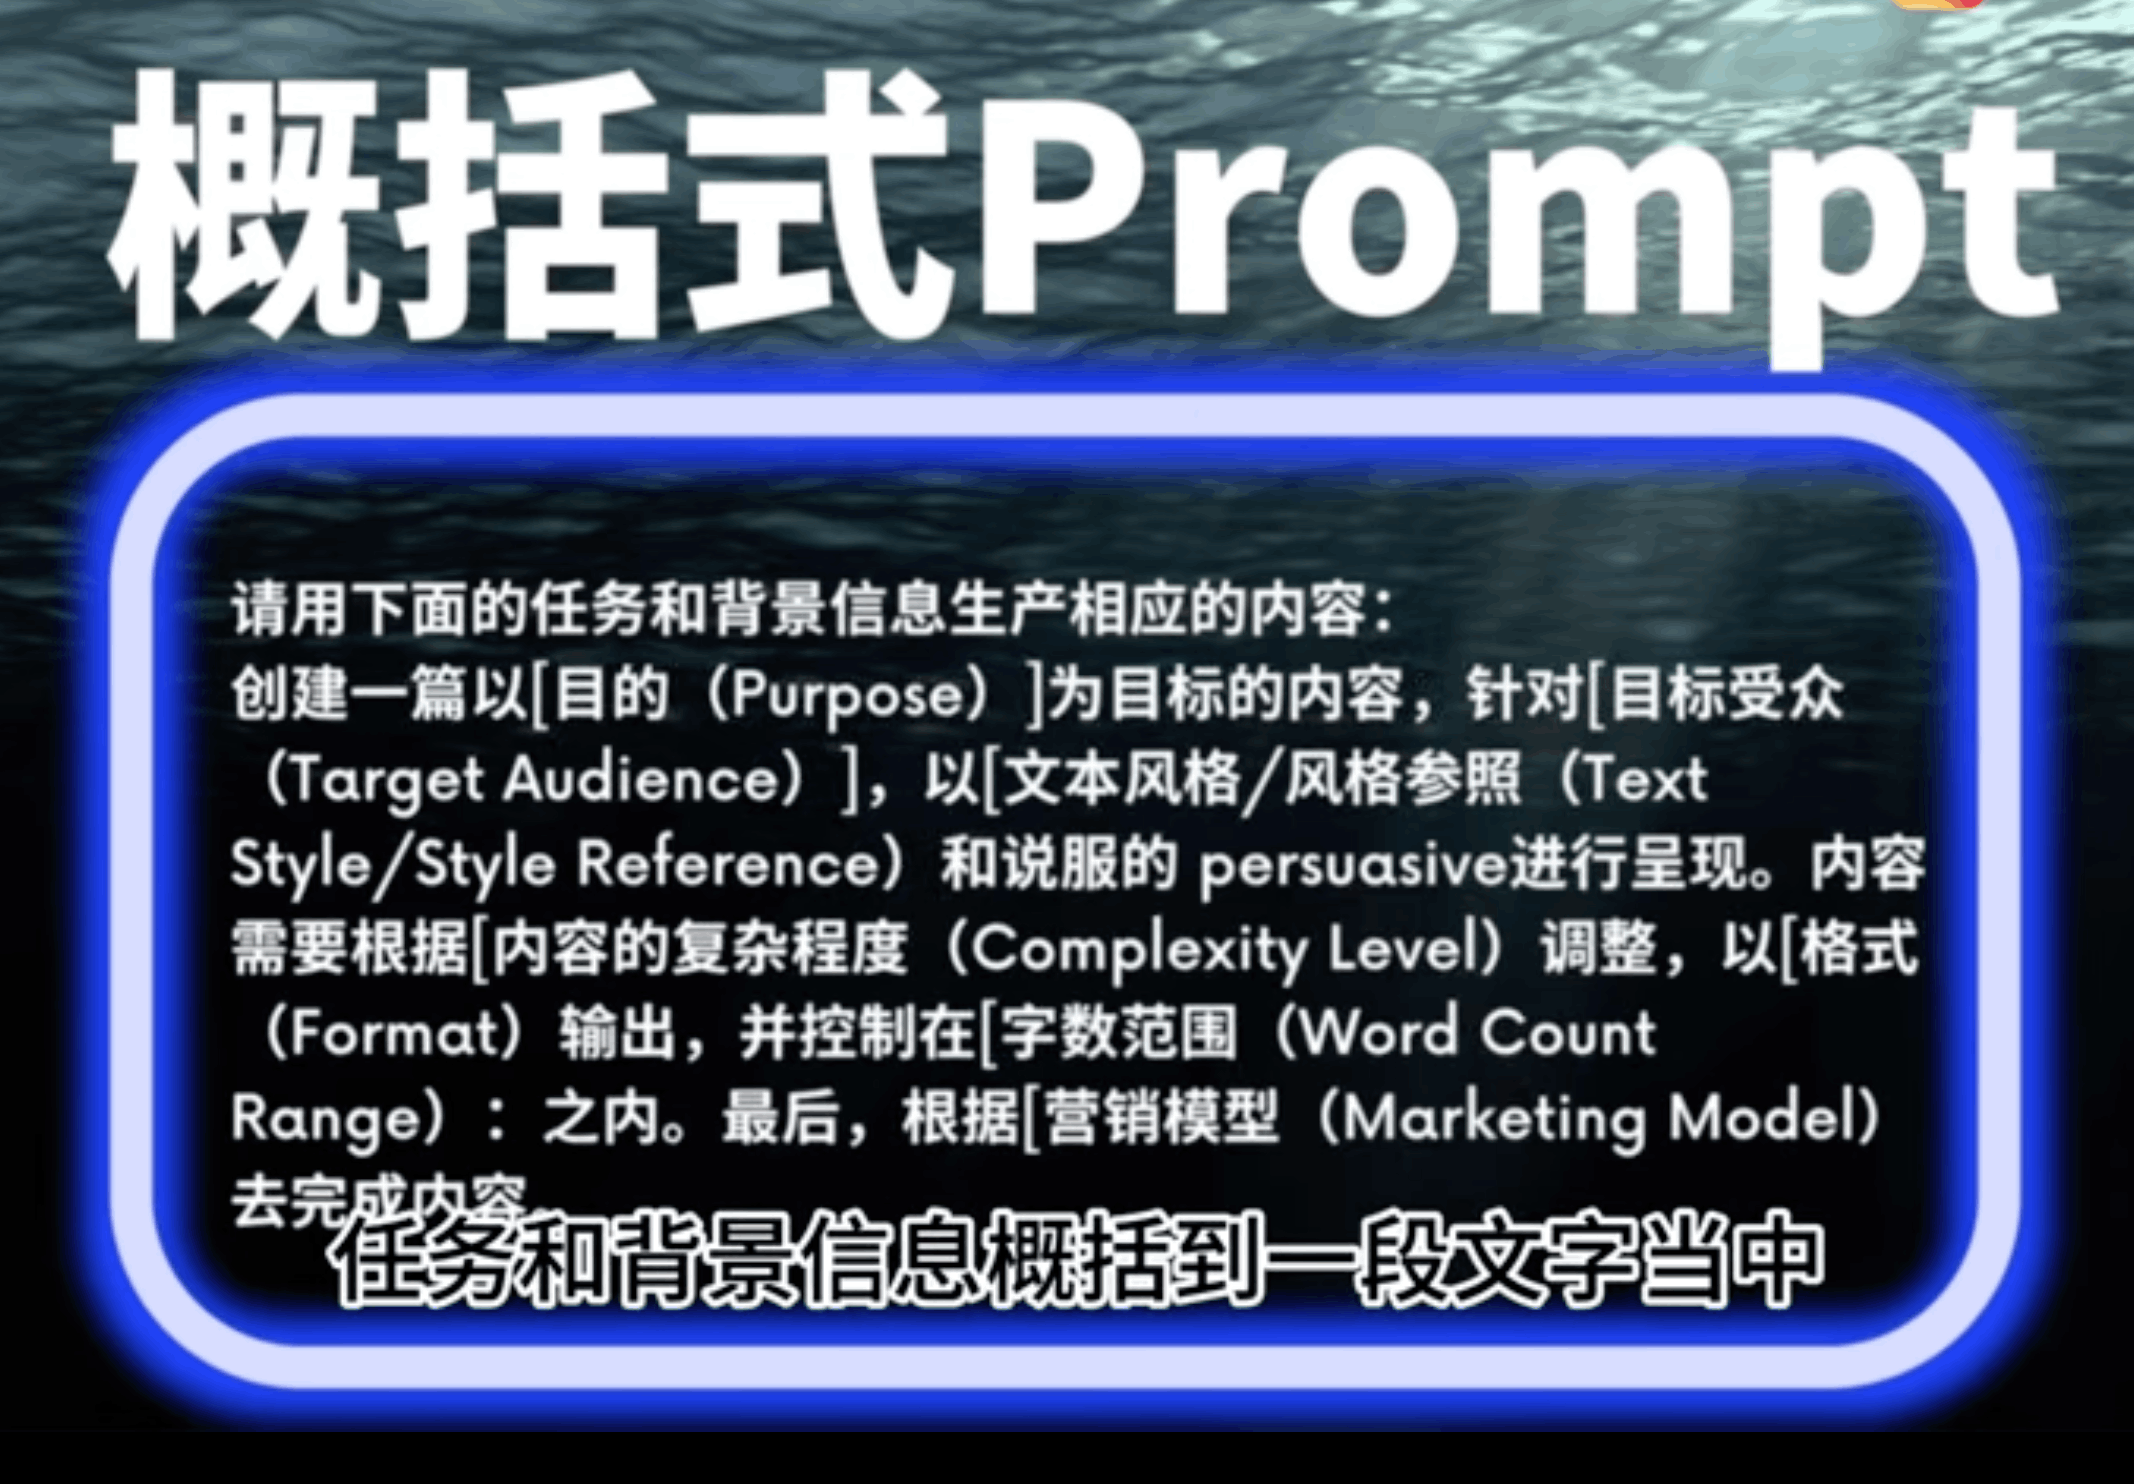 概括式Prompt
请用下面的任务和背景信息生产相应的内容：
创建一篇以[目的（Purpose）]为目标的内容，针对[目标受众
（Target Audience）]，以[文本风格/风格参照（Text
Style/Style Reference）和说服的 persuasive进行呈现。内容
需要根据[内容的复杂程度（Complexity Level）调整，以[格式
（Format）输出，并控制在[字数范围（Word Count
Range）：之内。最后，根据[营销模型（Marketing Model）
去完成内容。
任务和背景信息概括到一段文字当中